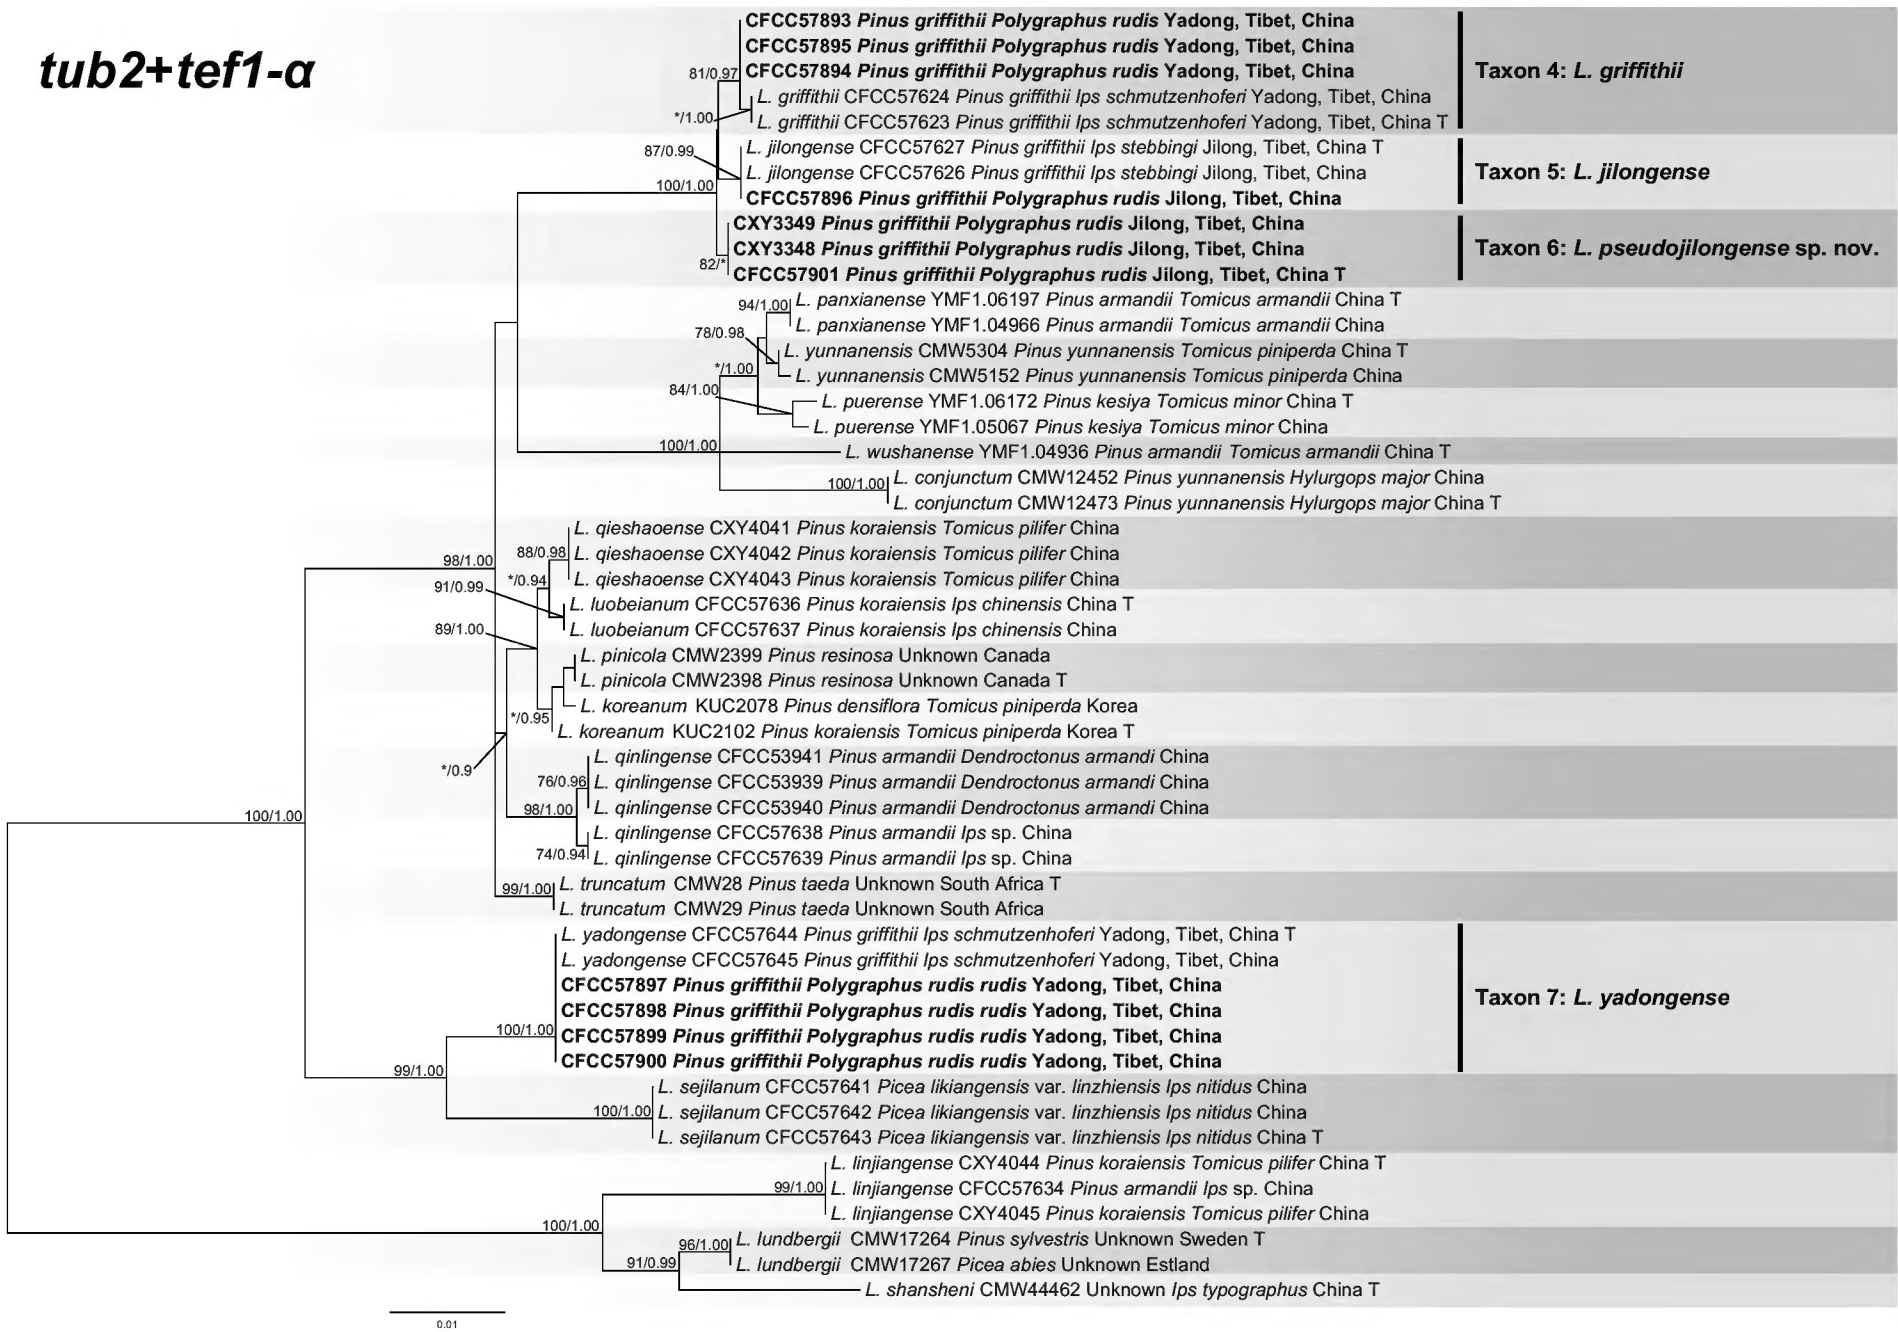 tub2+tef1-α
CFCC57893 Pinus griffithii Polygraphus rudis Yadong, Tibet, China
CFCC57895 Pinus griffithii Polygraphus rudis Yadong, Tibet, China
81/0.97
CFCC57894 Pinus griffithii Polygraphus rudis Yadong, Tibet, China
Taxon 4: L. griffithii
L. griffithii CFCC57624 Pinus griffithii Ips schmutzenhoferi Yadong, Tibet, China
*/1.00
L. griffithii CFCC57623 Pinus griffithii Ips schmutzenhoferi Yadong, Tibet, China T
87/0.99
L. jilongense CFCC57627 Pinus griffithii Ips stebbingi Jilong, Tibet, China T
L. jilongense CFCC57626 Pinus griffithii Ips stebbingi Jilong, Tibet, China
Taxon 5: L. jilongense
100/1.00
CFCC57896 Pinus griffithii Polygraphus rudis Jilong, Tibet, China
CXY3349 Pinus griffithii Polygraphus rudis Jilong, Tibet, China
CXY3348 Pinus griffithii Polygraphus rudis Jilong, Tibet, China
Taxon 6: L. pseudojilongense sp. nov.
82/*
CFCC57901 Pinus griffithii Polygraphus rudis Jilong, Tibet, China T
94/1.00
L. panxianense YMF1.06197 Pinus armandii Tomicus armandii China T
L. panxianense YMF1.04966 Pinus armandii Tomicus armandii China
78/0.98
L. yunnanensis CMW5304 Pinus yunnanensis Tomicus piniperda China T
*/1.00
L. yunnanensis CMW5152 Pinus yunnanensis Tomicus piniperda China
84/1.00
L. puerense YMF1.06172 Pinus kesiya Tomicus minor China T
L. puerense YMF1.05067 Pinus kesiya Tomicus minor China
100/1.00
L. wushanense YMF1.04936 Pinus armandii Tomicus armandii China T
100/1.00
L. conjunctum CMW12452 Pinus yunnanensis Hylurgops major China
L. conjunctum CMW12473 Pinus yunnanensis Hylurgops major China T
L. qieshaoense CXY4041 Pinus koraiensis Tomicus pilifer China
88/0.98
L. qieshaoense CXY4042 Pinus koraiensis Tomicus pilifer China
98/1.00
*/0.94
L. qieshaoense CXY4043 Pinus koraiensis Tomicus pilifer China
91/0.99
L. luobeianum CFCC57636 Pinus koraiensis Ips chinensis China T
89/1.00
L. luobeianum CFCC57637 Pinus koraiensis Ips chinensis China
L. pinicola CMW2399 Pinus resinosa Unknown Canada
L. pinicola CMW2398 Pinus resinosa Unknown Canada T
L. koreanum KUC2078 Pinus densiflora Tomicus piniperda Korea
*/0.95
L. koreanum KUC2102 Pinus koraiensis Tomicus piniperda Korea T
*/0.9
L. qinlingense CFCC53941 Pinus armandii Dendroctonus armandi China
76/0.96
L. qinlingense CFCC53939 Pinus armandii Dendroctonus armandi China
98/1.00
L. qinlingense CFCC53940 Pinus armandii Dendroctonus armandi China
100/1.00
L. qinlingense CFCC57638 Pinus armandii Ips sp. China
74/0.94
L. qinlingense CFCC57639 Pinus armandii Ips sp. China
99/1.00
L. truncatum CMW28 Pinus taeda Unknown South Africa T
L. truncatum CMW29 Pinus taeda Unknown South Africa
L. yadongense CFCC57644 Pinus griffithii Ips schmutzenhoferi Yadong, Tibet, China T
L. yadongense CFCC57645 Pinus griffithii Ips schmutzenhoferi Yadong, Tibet, China
CFCC57897 Pinus griffithii Polygraphus rudis rudis Yadong, Tibet, China
Taxon 7: L. yadongense
CFCC57898 Pinus griffithii Polygraphus rudis rudis Yadong, Tibet, China
100/1.00
CFCC57899 Pinus griffithii Polygraphus rudis rudis Yadong, Tibet, China
CFCC57900 Pinus griffithii Polygraphus rudis rudis Yadong, Tibet, China
99/1.00
L. sejilanum CFCC57641 Picea likiangensis var. linzhiensis Ips nitidus China
100/1.00
L. sejilanum CFCC57642 Picea likiangensis var. linzhiensis Ips nitidus China
L. sejilanum CFCC57643 Picea likiangensis var. linzhiensis Ips nitidus China T
L. linjiangense CXY4044 Pinus koraiensis Tomicus pilifer China T
99/1.00
L. linjiangense CFCC57634 Pinus armandii Ips sp. China
L. linjiangense CXY4045 Pinus koraiensis Tomicus pilifer China
100/1.00
96/1.00
L. lundbergii CMW17264 Pinus sylvestris Unknown Sweden T
91/0.99
L. lundbergii CMW17267 Picea abies Unknown Estland
L. shansheni CMW44462 Unknown Ips typographus China T
0.01